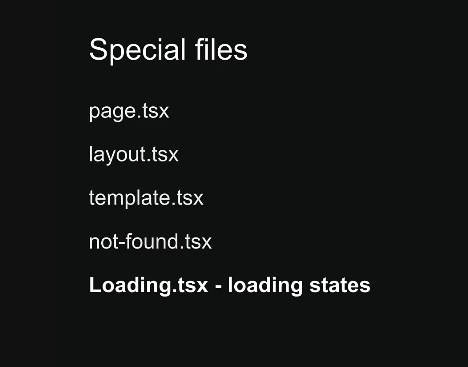 Special files
page.tsx
layout.tsx
template.tsx
not-found.tsx
Loading.tsx - loading states